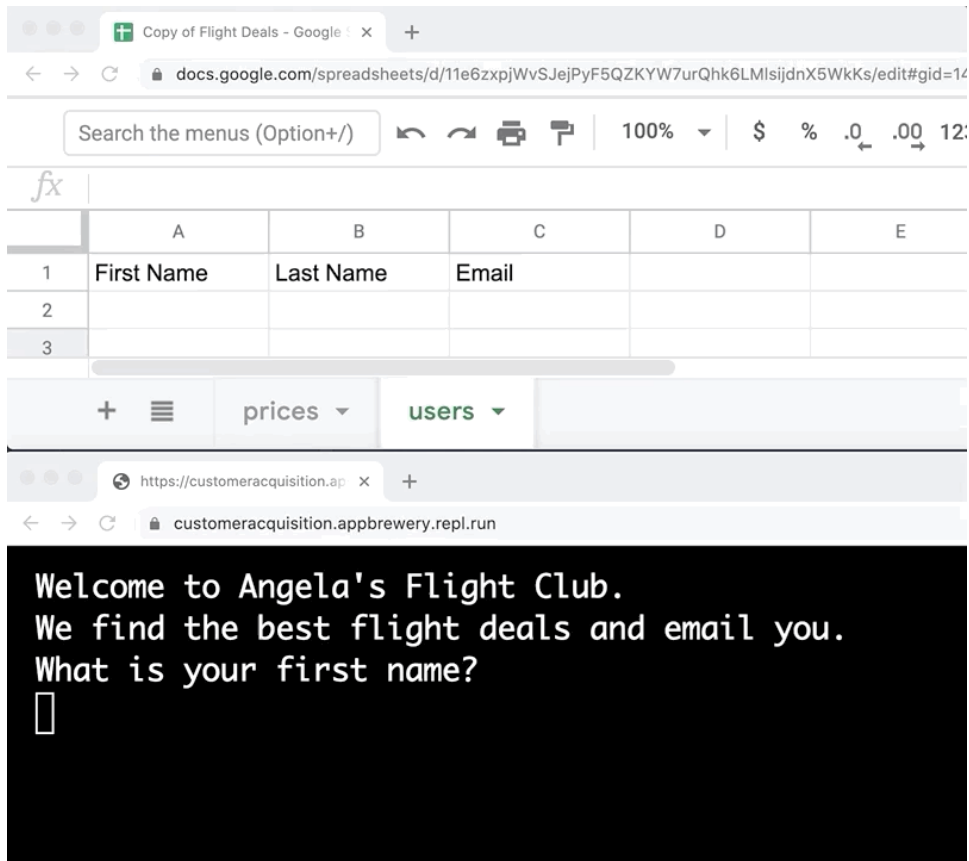 Copy of Flight Deals - Google
docs.google.com/spreadsheets/d/11e6zxpjWvSJejPyF5QZKYW7urQhk6LMlsijdnX5WkKs/edit#gid=14
Search the menus (Option+/) 100% $ % .0 .00 123
fx
A B C D E
1 First Name Last Name Email
2
3
+ prices users
https://customeracquisition.ap
customeracquisition.appbrewery.repl.run
Welcome to Angela's Flight Club.
We find the best flight deals and email you.
What is your first name?